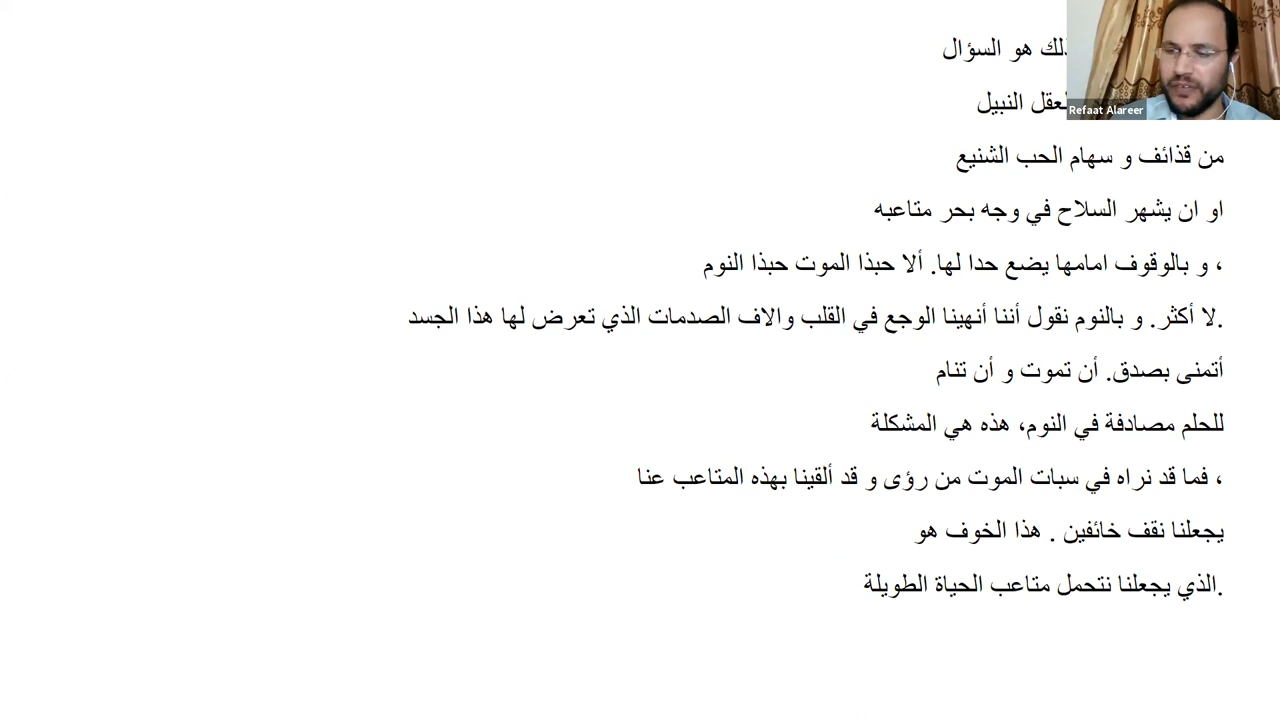 هو السؤال
النبيل
Refaat Alareer
من قذائف و سهام الحب الشنيع
او ان يشهر السلاح في وجه بحر متاعبه
، و بالوقوف امامها يضع حدا لها. ألا حبذا الموت حبذا النوم
.لا أكثر. و بالنوم نقول أننا أنهينا الوجع في القلب والاف الصدمات الذي تعرض لها هذا الجسد
أتمنى بصدق. أن تموت و أن تنام
للحلم مصادفة في النوم، هذه هي المشكلة
، فما قد نراه في سبات الموت من رؤى و قد ألقينا بهذه المتاعب عنا
يجعلنا نقف خائفين . هذا الخوف هو
.الذي يجعلنا نتحمل متاعب الحياة الطويلة